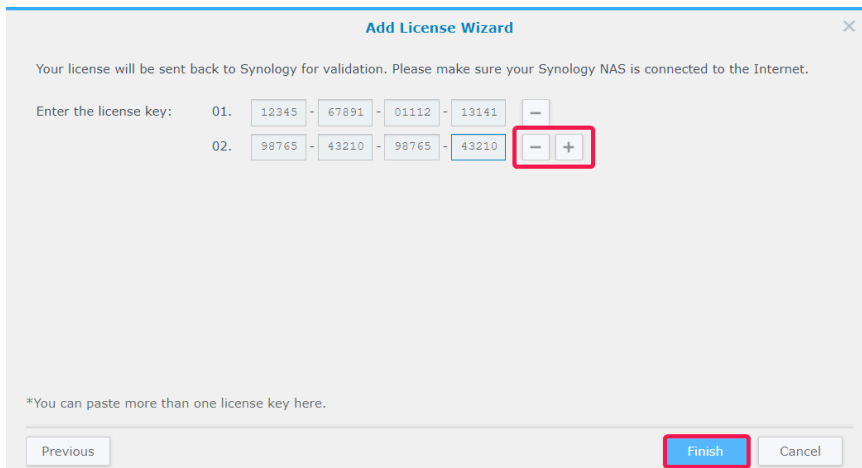 Add License Wizard
Your license will be sent back to Synology for validation. Please make sure your Synology NAS is connected to the Internet.
Enter the license key: 01. 12345 - 67891 - 01112 - 13141 −
02. 98765 - 43210 - 98765 - 43210 − +
*You can paste more than one license key here.
Previous Finish Cancel